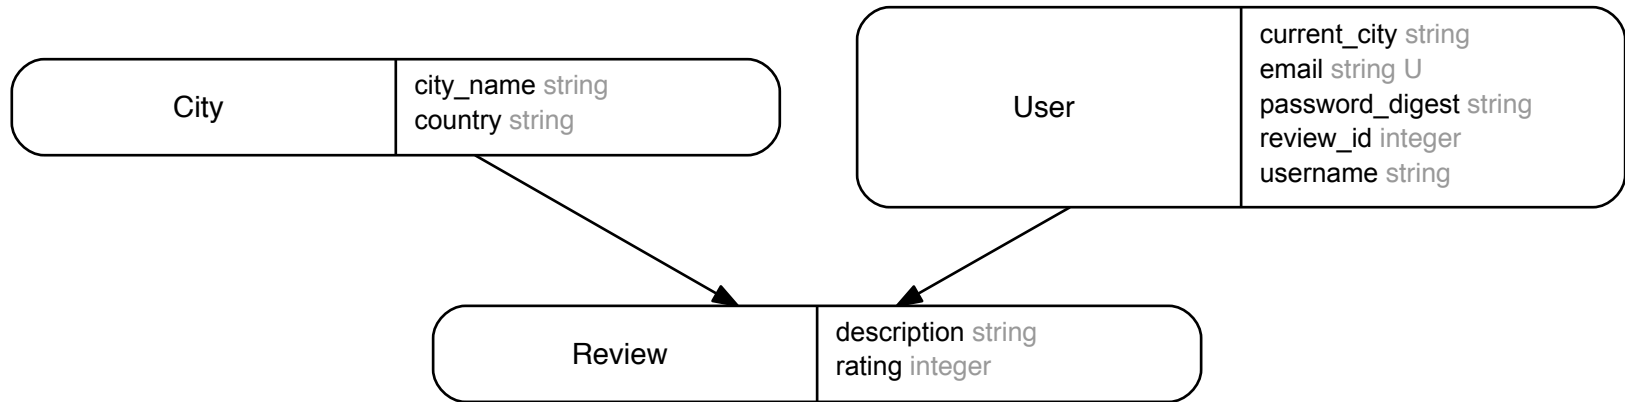 City
city_name string
country string
User
current_city string
email string U
password_digest string
review_id integer
username string
Review
description string
rating integer